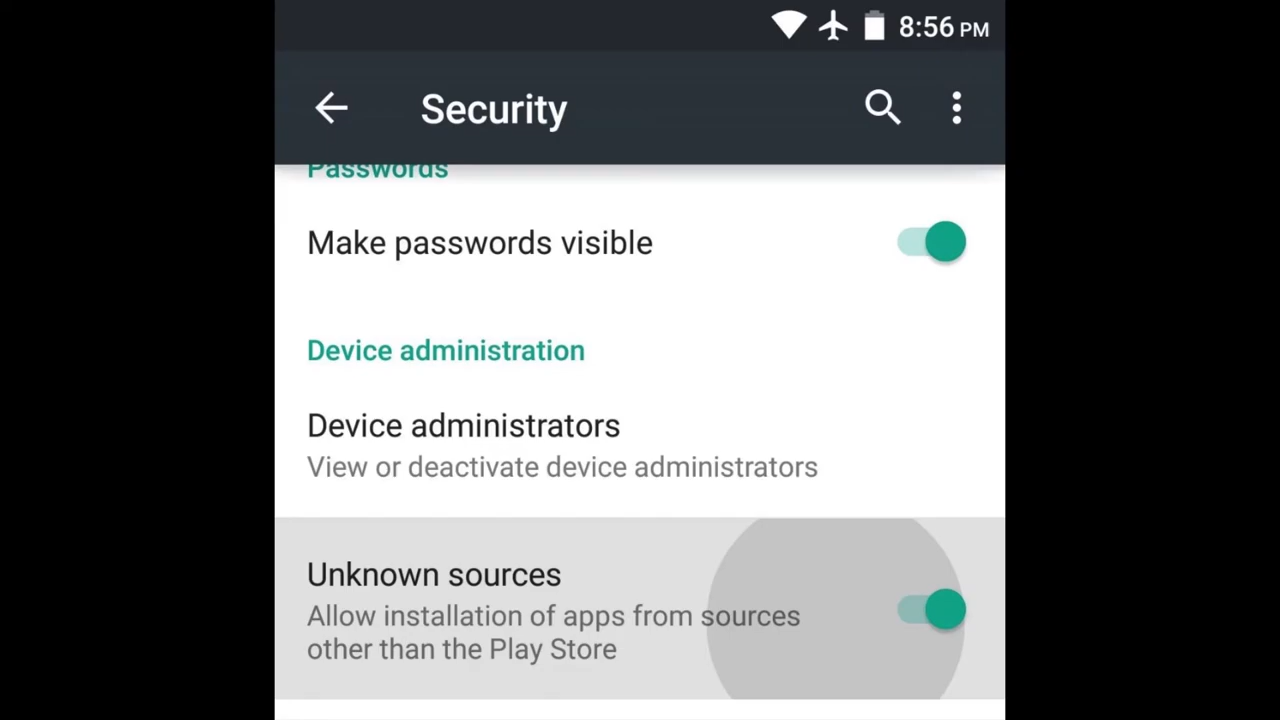 8:56 PM
Security
Passwords
Make passwords visible
Device administration
Device administrators
View or deactivate device administrators
Unknown sources
Allow installation of apps from sources
other than the Play Store